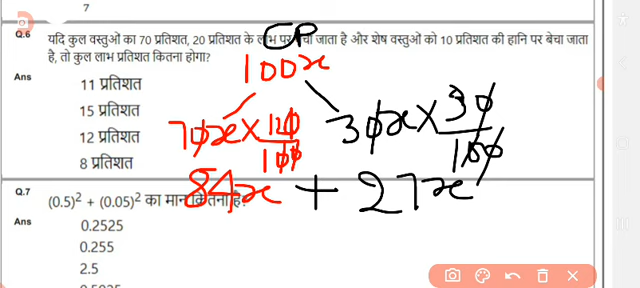 7
Q.6 यदि कुल वस्तुओं का 70 प्रतिशत, 20 प्रतिशत के लाभ पर बेचा जाता है और शेष वस्तुओं को 10 प्रतिशत की हानि पर बेचा जाता
है, तो कुल लाभ प्रतिशत कितना होगा?
CP
100x
Ans 11 प्रतिशत
15 प्रतिशत
12 प्रतिशत
8 प्रतिशत
70x × 120/100 30x × 30/100
84x + 27x
Q.7 (0.5)² + (0.05)² का मान कितना है?
Ans 0.2525
0.255
2.5